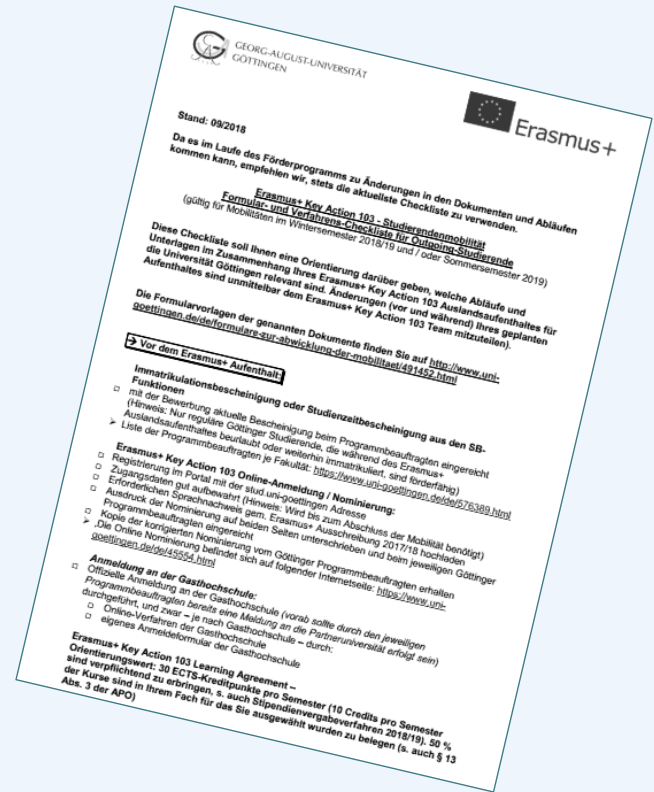 GEORG-AUGUST-UNIVERSITÄT
GÖTTINGEN
Erasmus+
Stand: 09/2018
Da es im Laufe des Förderprogramms zu Änderungen in den Dokumenten und Abläufen
kommen kann, empfehlen wir, stets die aktuellste Checkliste zu verwenden.
Erasmus+ Key Action 103 - Studierendenmobilität
Formular- und Verfahrens-Checkliste für Outgoing-Studierende
(gültig für Mobilitäten im Wintersemester 2018/19 und / oder Sommersemester 2019)
Diese Checkliste soll Ihnen eine Orientierung darüber geben, welche Abläufe und
Unterlagen im Zusammenhang Ihres Erasmus+ Key Action 103 Auslandsaufenthaltes für
die Universität Göttingen relevant sind. Änderungen (vor und während) Ihres geplanten
Aufenthaltes sind unmittelbar dem Erasmus+ Key Action 103 Team mitzuteilen).
Die Formularvorlagen der genannten Dokumente finden Sie auf http://www.uni-
goettingen.de/de/formulare-zur-abwicklung-der-mobilitaet/491452.html
→ Vor dem Erasmus+ Aufenthalt:
Immatrikulationsbescheinigung oder Studienzeitbescheinigung aus den SB-
Funktionen
□ mit der Bewerbung aktuelle Bescheinigung beim Programmbeauftragten eingereicht
(Hinweis: Nur reguläre Göttinger Studierende, die während des Erasmus+
Auslandsaufenthaltes beurlaubt oder weiterhin immatrikuliert, sind förderfähig)
➢ Liste der Programmbeauftragten je Fakultät: https://www.uni-goettingen.de/de/576389.html
Erasmus+ Key Action 103 Online-Anmeldung / Nominierung:
□ Registrierung im Portal mit der stud.uni-goettingen Adresse
□ Zugangsdaten gut aufbewahrt (Hinweis: Wird bis zum Abschluss der Mobilität benötigt)
□ Erforderlichen Sprachnachweis gem. Erasmus+ Ausschreibung 2017/18 hochladen
□ Ausdruck der Nominierung auf beiden Seiten unterschrieben und beim jeweiligen Göttinger
Programmbeauftragten eingereicht
□ Kopie der korrigierten Nominierung vom Göttinger Programmbeauftragten erhalten
➢ ‚Die Online Nominierung befindet sich auf folgender Internetseite: https://www.uni-
goettingen.de/de/45554.html
Anmeldung an der Gasthochschule:
□ Offizielle Anmeldung an der Gasthochschule (vorab sollte durch den jeweiligen
Programmbeauftragten bereits eine Meldung an die Partneruniversität erfolgt sein)
durchgeführt, und zwar – je nach Gasthochschule – durch:
□ Online-Verfahren der Gasthochschule
□ eigenes Anmeldeformular der Gasthochschule
Erasmus+ Key Action 103 Learning Agreement –
Orientierungswert: 30 ECTS-Kreditpunkte pro Semester (10 Credits pro Semester
sind verpflichtend zu erbringen, s. auch Stipendienvergabeverfahren 2018/19). 50 %
der Kurse sind in Ihrem Fach für das Sie ausgewählt wurden zu belegen (s. auch § 13
Abs. 3 der APO)